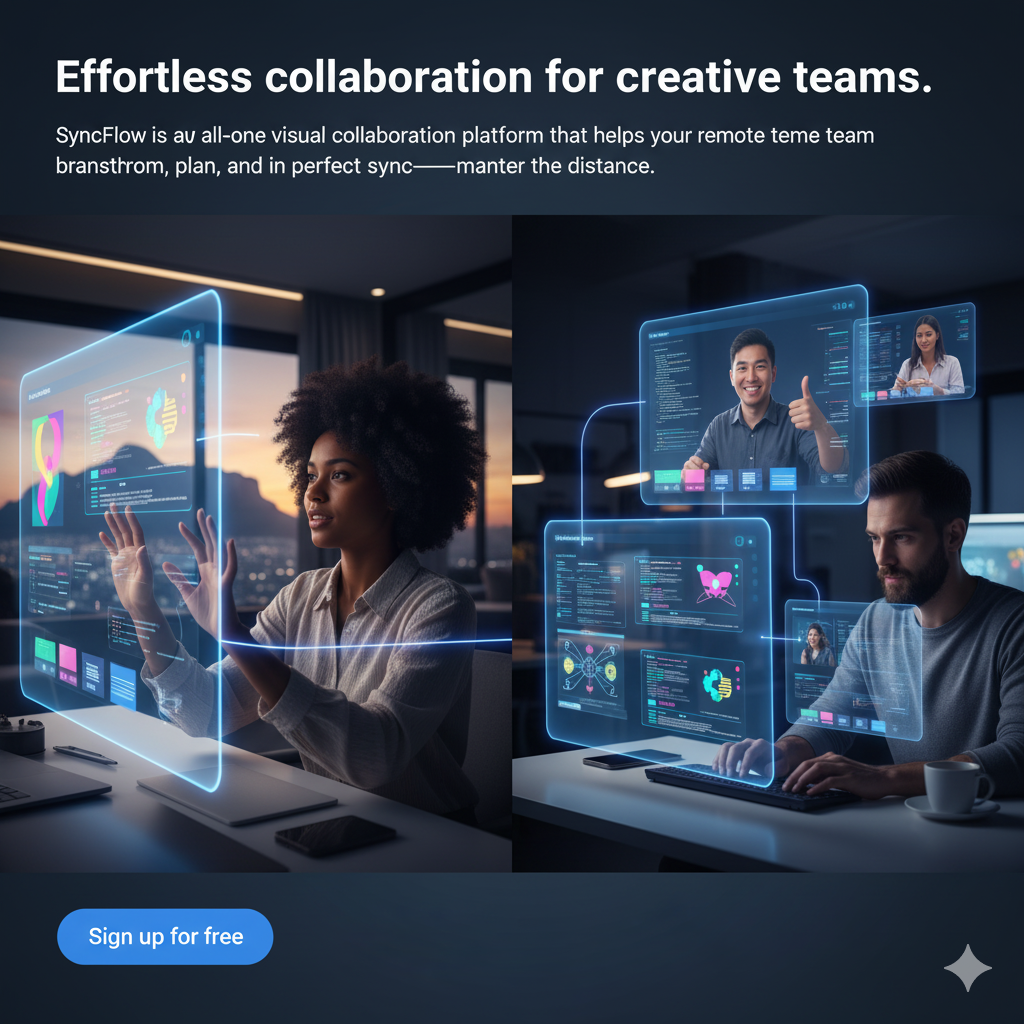 Effortless collaboration for creative teams.
SyncFlow is av all-one visual collaboration platform that helps your remote teme team
bransthrom, plan, and in perfect sync——manter the distance.
Sign up for free